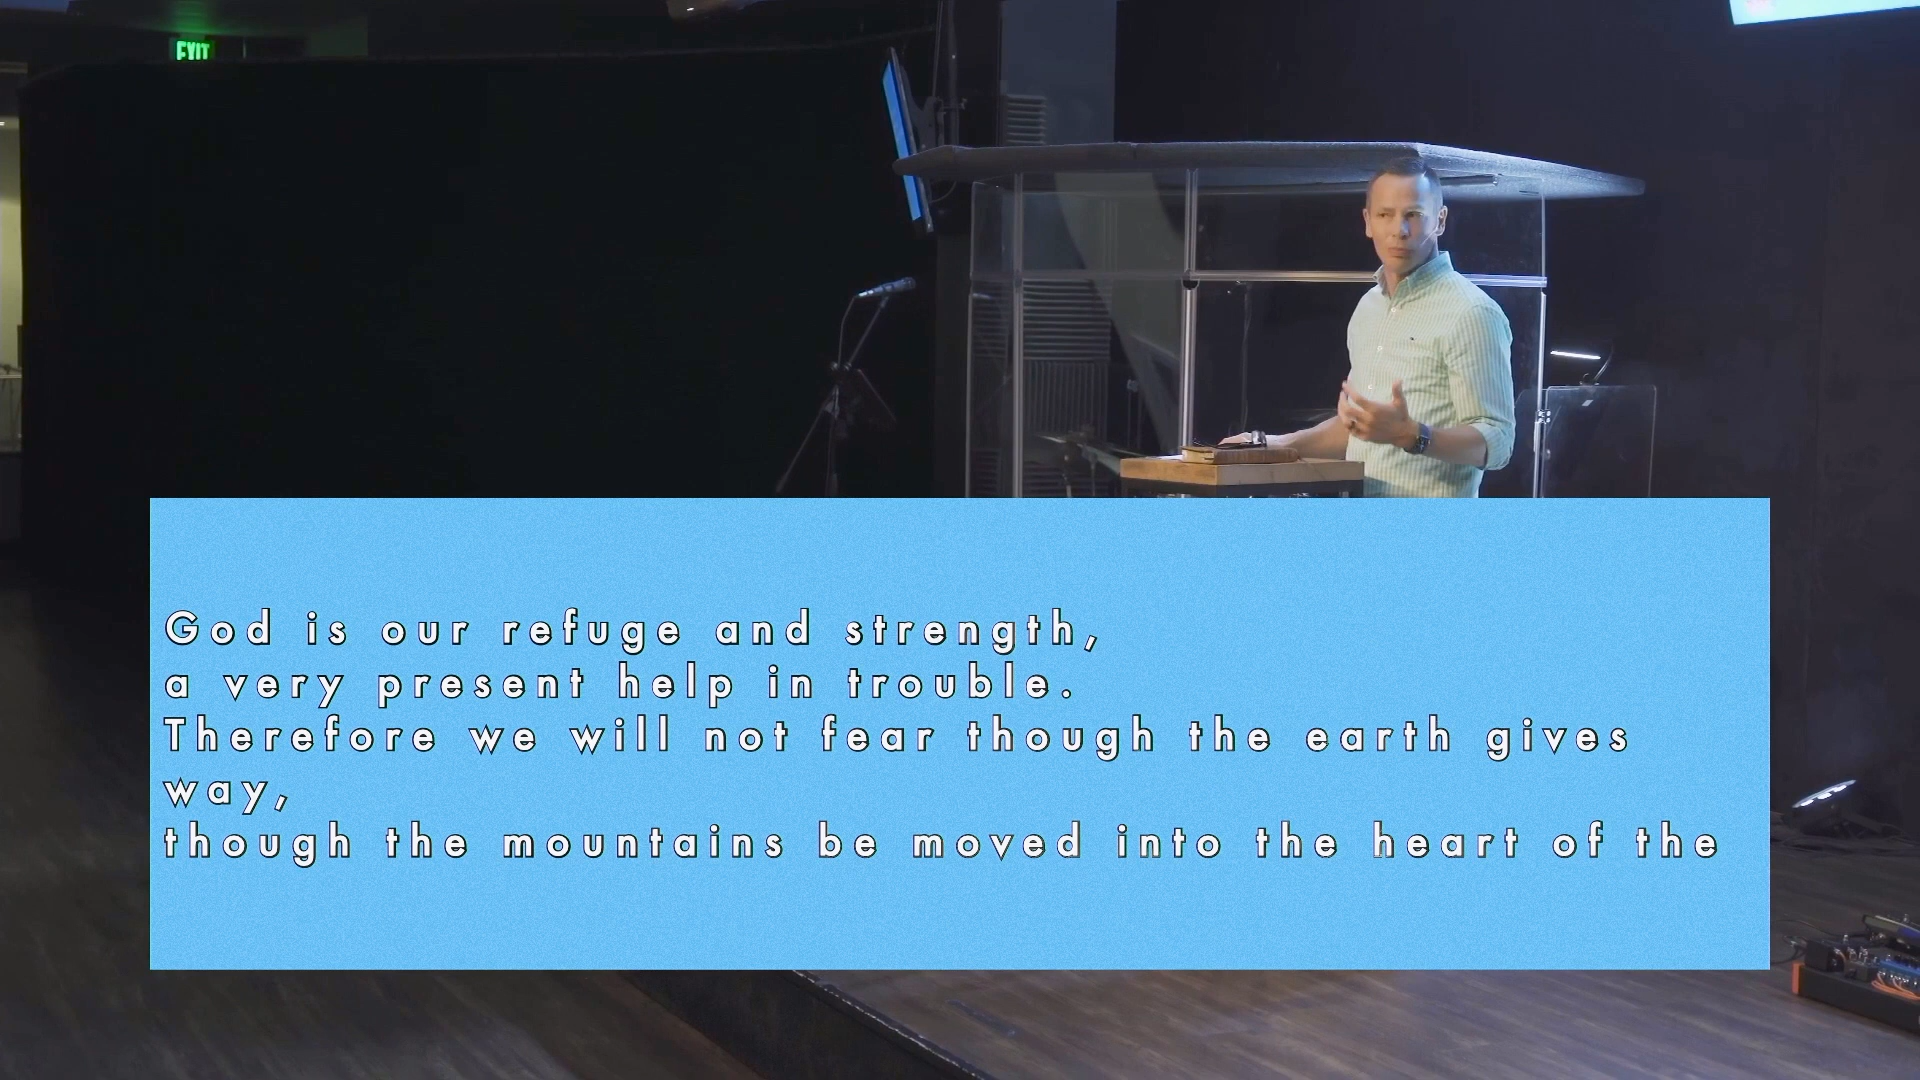 EXIT
God is our refuge and strength,
a very present help in trouble.
Therefore we will not fear though the earth gives
way,
though the mountains be moved into the heart of the